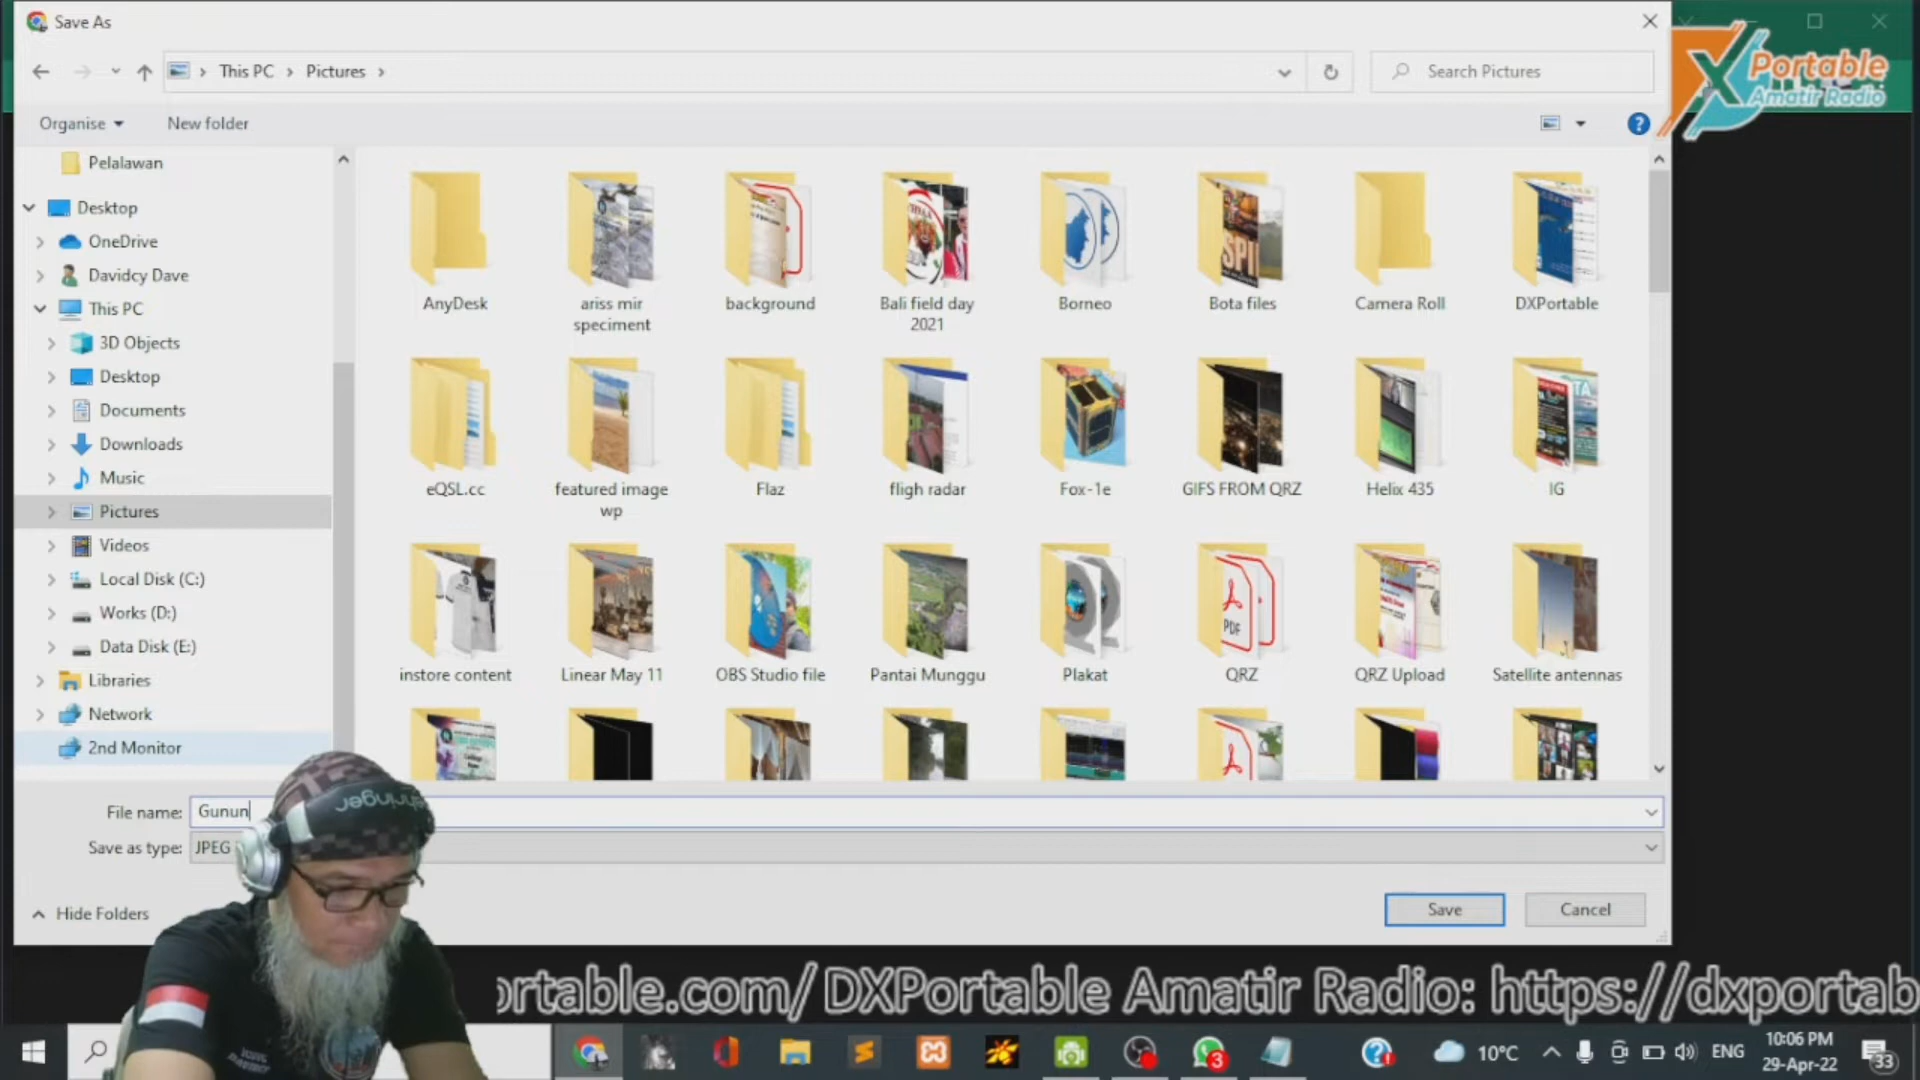 Save As
This PC
Pictures
Search Pictures
Portable
Amatir Radio
Organise
New folder
Pelalawan
Desktop
OneDrive
Davidcy Dave
This PC
3D Objects
Desktop
Documents
Downloads
Music
Pictures
Videos
Local Disk (C:)
Works (D:)
Data Disk (E:)
Libraries
Network
2nd Monitor
AnyDesk
ariss mir
speciment
background
Bali field day
2021
Borneo
Bota files
Camera Roll
DXPortable
eQSL.cc
featured image
wp
Flaz
fligh radar
Fox-1e
GIFS FROM QRZ
Helix 435
IG
instore content
Linear May 11
OBS Studio file
Pantai Munggu
Plakat
PDF
QRZ
QRZ Upload
Satellite antennas
File name: Gunun
Save as type: JPEG
Hide Folders
Save
Cancel
ortable.com/ DXPortable Amatir Radio: https://dxportab
10°C
ENG
10:06 PM
29-Apr-22
33
3